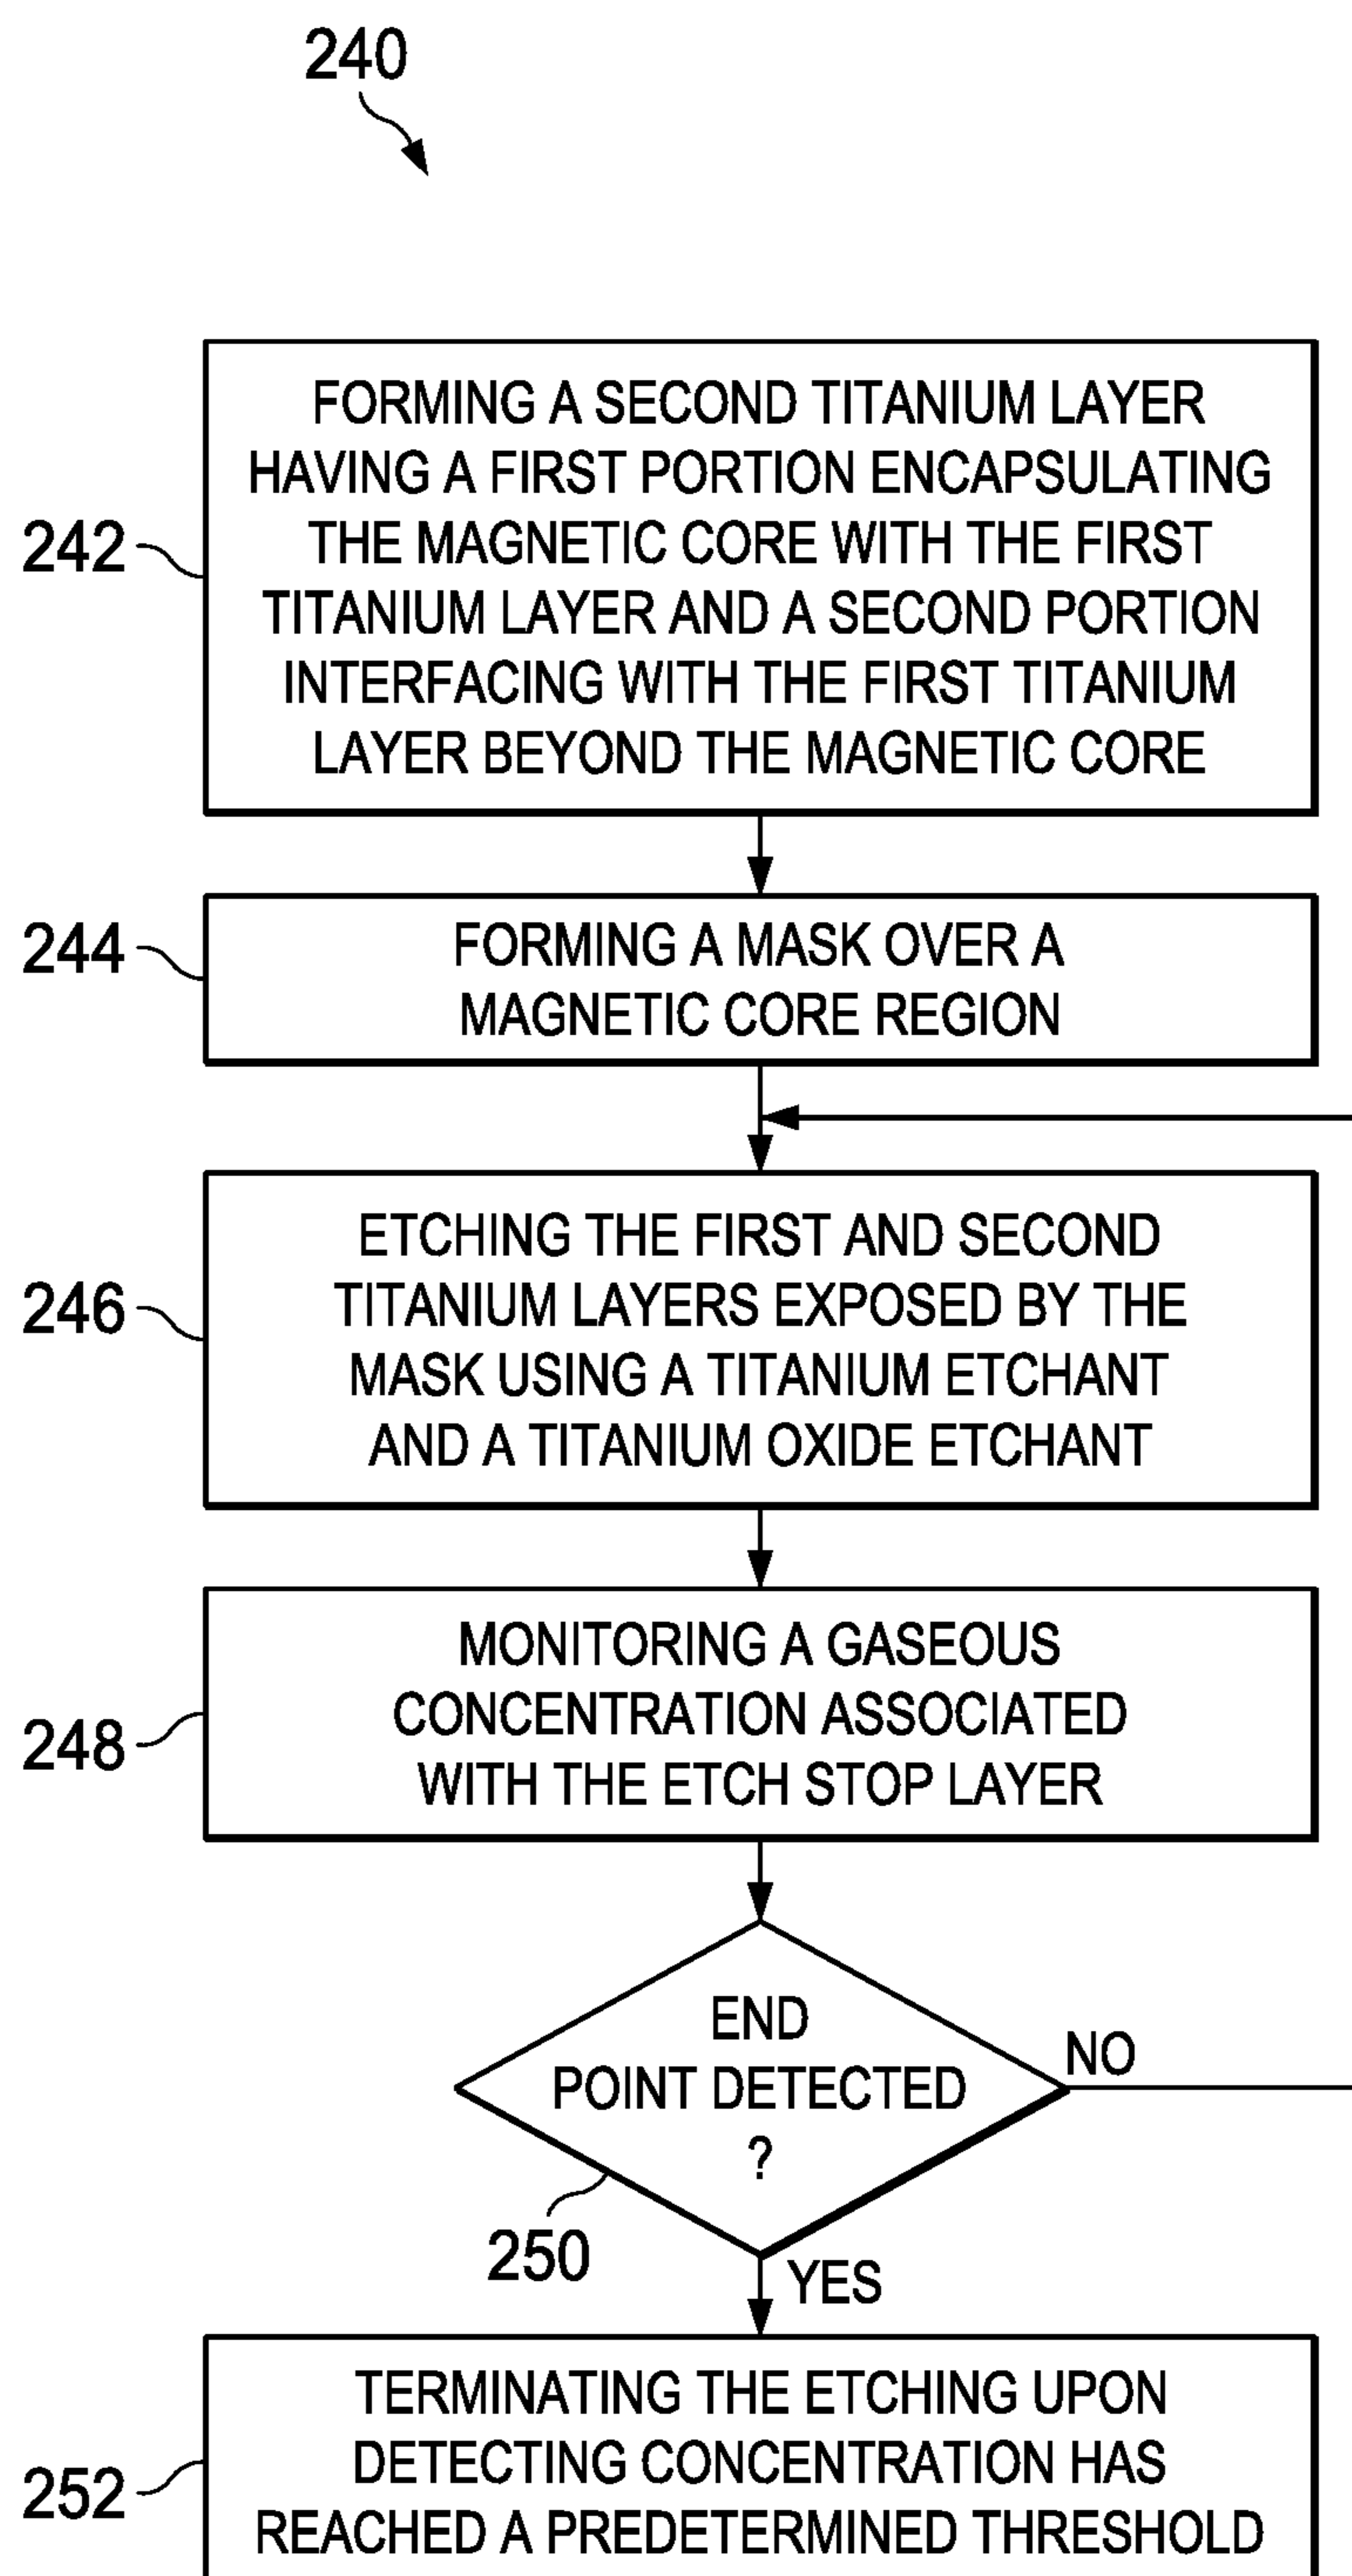 240
242
FORMING A SECOND TITANIUM LAYER
HAVING A FIRST PORTION ENCAPSULATING
THE MAGNETIC CORE WITH THE FIRST
TITANIUM LAYER AND A SECOND PORTION
INTERFACING WITH THE FIRST TITANIUM
LAYER BEYOND THE MAGNETIC CORE
244
FORMING A MASK OVER A
MAGNETIC CORE REGION
246
ETCHING THE FIRST AND SECOND
TITANIUM LAYERS EXPOSED BY THE
MASK USING A TITANIUM ETCHANT
AND A TITANIUM OXIDE ETCHANT
248
MONITORING A GASEOUS
CONCENTRATION ASSOCIATED
WITH THE ETCH STOP LAYER
END
POINT DETECTED
?
NO
250
YES
252
TERMINATING THE ETCHING UPON
DETECTING CONCENTRATION HAS
REACHED A PREDETERMINED THRESHOLD